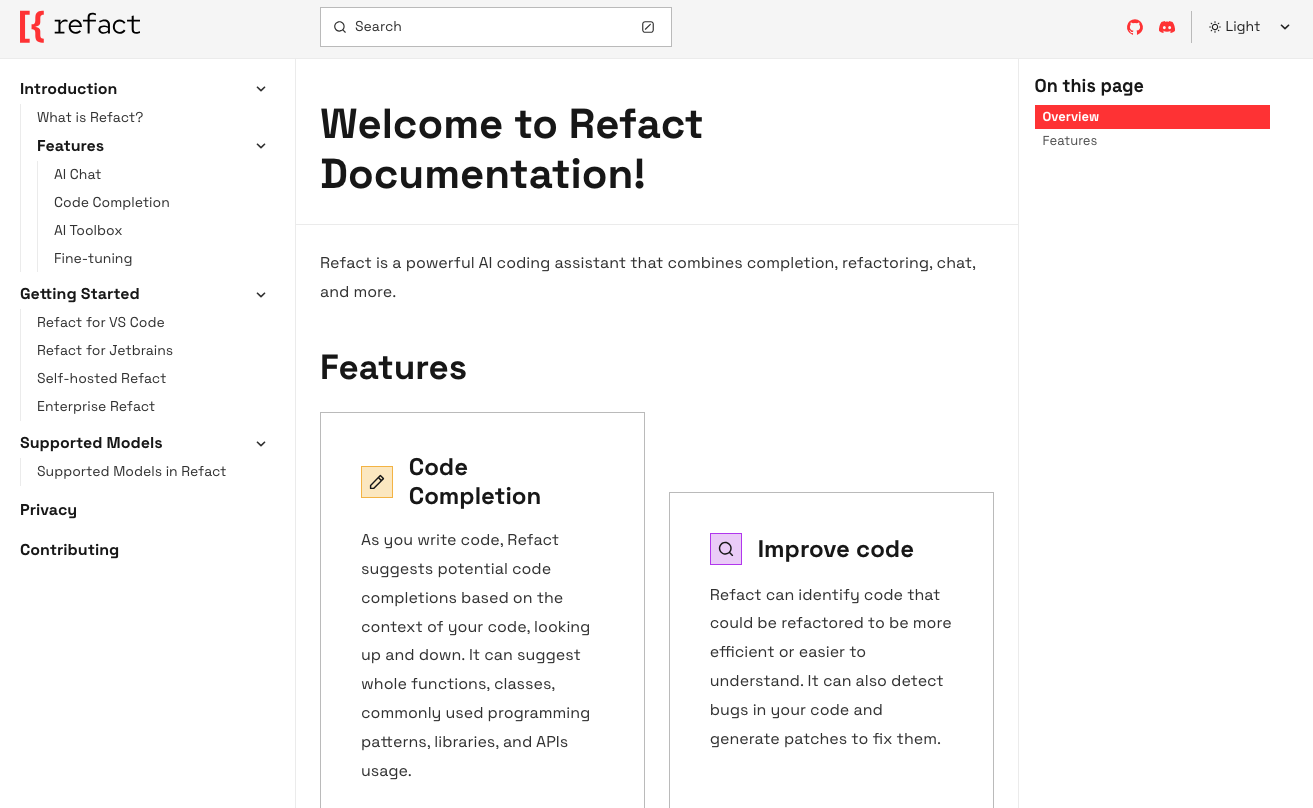 refact
Search
Light
Introduction
What is Refact?
Features
AI Chat
Code Completion
AI Toolbox
Fine-tuning
Getting Started
Refact for VS Code
Refact for Jetbrains
Self-hosted Refact
Enterprise Refact
Supported Models
Supported Models in Refact
Privacy
Contributing
Welcome to Refact
Documentation!
Refact is a powerful AI coding assistant that combines completion, refactoring, chat,
and more.
Features
Code
Completion
As you write code, Refact
suggests potential code
completions based on the
context of your code, looking
up and down. It can suggest
whole functions, classes,
commonly used programming
patterns, libraries, and APIs
usage.
Improve code
Refact can identify code that
could be refactored to be more
efficient or easier to
understand. It can also detect
bugs in your code and
generate patches to fix them.
On this page
Overview
Features